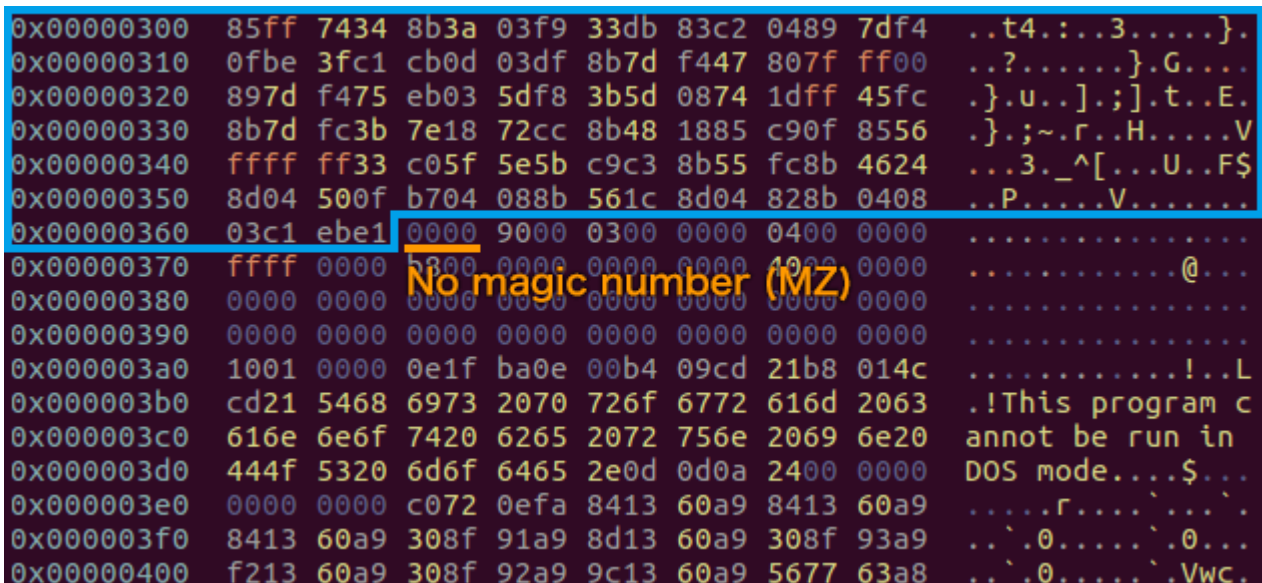 0x00000300 85ff 7434 8b3a 03f9 33db 83c2 0489 7df4 ..t4.:..3.....}.
0x00000310 0fbe 3fc1 cb0d 03df 8b7d f447 807f ff00 ..?......}.G....
0x00000320 897d f475 eb03 5df8 3b5d 0874 1dff 45fc .}.u..].;].t..E.
0x00000330 8b7d fc3b 7e18 72cc 8b48 1885 c90f 8556 .}.;~.r..H.....V
0x00000340 ffff ff33 c05f 5e5b c9c3 8b55 fc8b 4624 ...3._^[...U..F$
0x00000350 8d04 500f b704 088b 561c 8d04 828b 0408 ..P.....V.......
0x00000360 03c1 ebe1 0000 9000 0300 0000 0400 0000 ................
0x00000370 ffff 0000 b800 0000 0000 0000 4000 0000 ............@...
No magic number (MZ)
0x00000380 0000 0000 0000 0000 0000 0000 0000 0000 ................
0x00000390 0000 0000 0000 0000 0000 0000 0000 0000 ................
0x000003a0 1001 0000 0e1f ba0e 00b4 09cd 21b8 014c ............!..L
0x000003b0 cd21 5468 6973 2070 726f 6772 616d 2063 .!This program c
0x000003c0 616e 6e6f 7420 6265 2072 756e 2069 6e20 annot be run in
0x000003d0 444f 5320 6d6f 6465 2e0d 0d0a 2400 0000 DOS mode....$...
0x000003e0 0000 0000 c072 0efa 8413 60a9 8413 60a9 .....r....`...`.
0x000003f0 8413 60a9 308f 91a9 8d13 60a9 308f 93a9 ..`.0.....`.0...
0x00000400 f213 60a9 308f 92a9 9c13 60a9 5677 63a8 ..`.0.....`.Vwc.